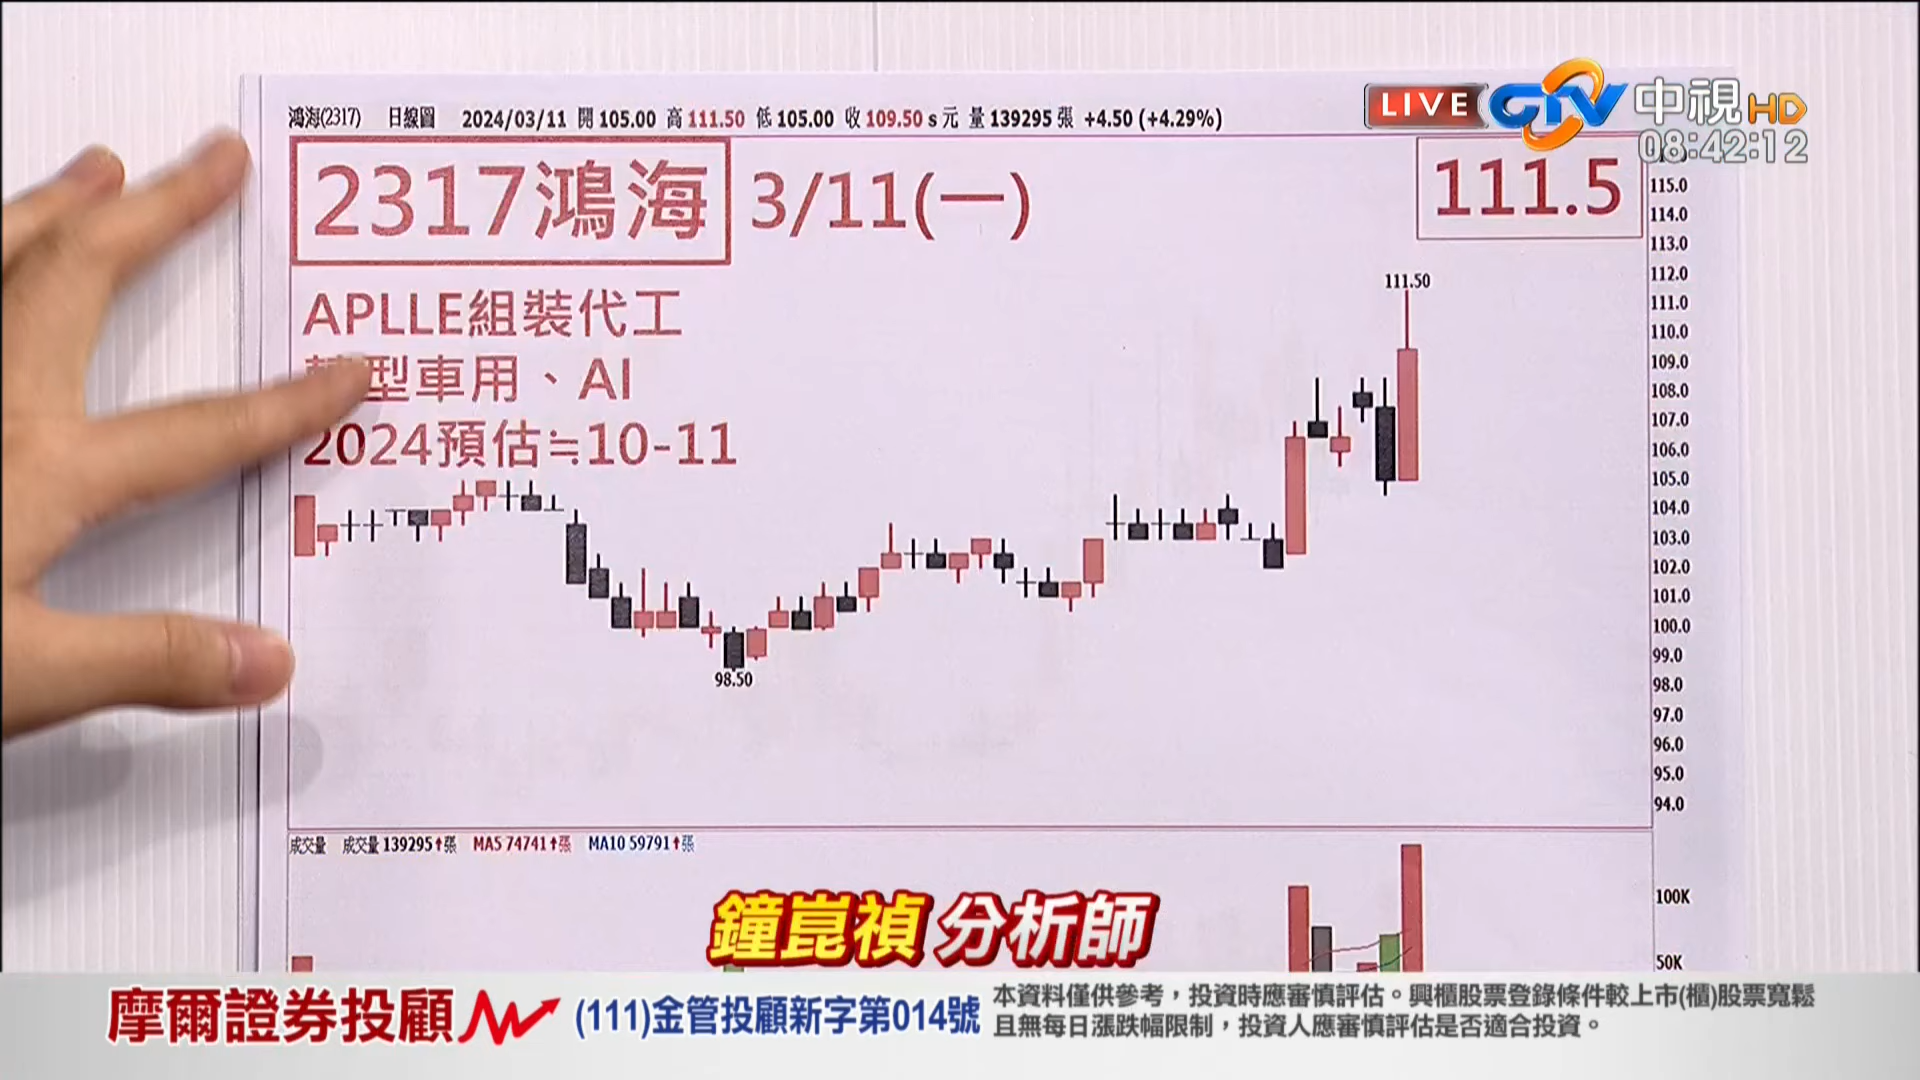 鴻海(2317) 日線圖 2024/03/11 開 105.00 高 111.50 低 105.00 收 109.50 s 元 量 139295 張 +4.50 (+4.29%)
LIVE GTV 中視 HD
08:42:12
2317鴻海 3/11(一) 111.5
APLLE組裝代工
型車用、AI
2024預估≒10-11
111.50
98.50
115.0
114.0
113.0
112.0
111.0
110.0
109.0
108.0
107.0
106.0
105.0
104.0
103.0
102.0
101.0
100.0
99.0
98.0
97.0
96.0
95.0
94.0
成交量 成交量 139295↑張 MA5 74741↑張 MA10 59791↑張
100K
50K
鐘崑禎 分析師
摩爾證券投顧 (111)金管投顧新字第014號
本資料僅供參考，投資時應審慎評估。興櫃股票登錄條件較上市(櫃)股票寬鬆
且無每日漲跌幅限制，投資人應審慎評估是否適合投資。